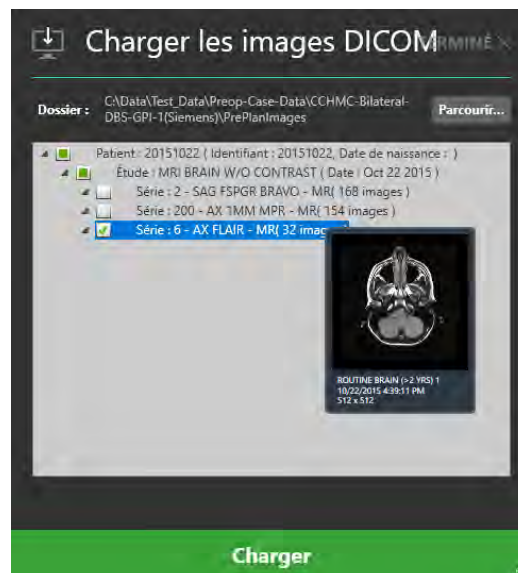 Charger les images DICOM
TERMINÉ ×
Dossier :
C:\Data\Test_Data\Preop-Case-Data\CCHMC-Bilateral-
DBS-GPI-1(Siemens)\PrePlanImages
Parcourir...
Patient : 20151022 ( Identifiant : 20151022, Date de naissance : )
Étude : MRI BRAIN W/O CONTRAST ( Date : Oct 22 2015 )
Série : 2 - SAG FSPGR BRAVO - MR( 168 images )
Série : 200 - AX 1MM MPR - MR( 154 images )
Série : 6 - AX FLAIR - MR( 32
ROUTINE BRAIN (>2 YRS) 1
10/22/2015 4:39:11 PM
512 x 512
Charger